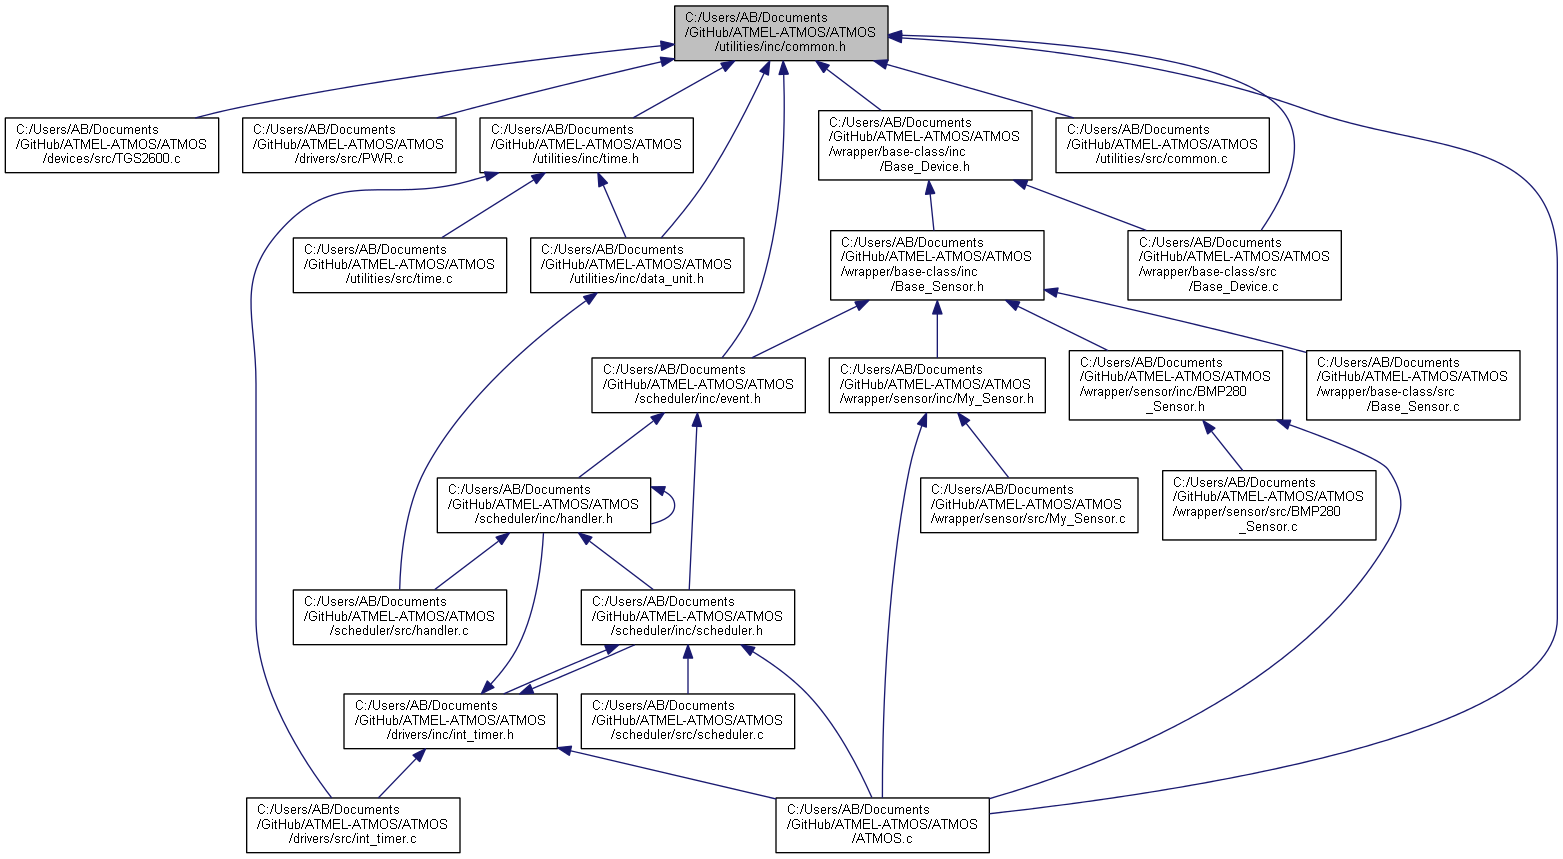 C:/Users/AB/Documents
/GitHub/ATMEL-ATMOS/ATMOS
/utilities/inc/common.h
C:/Users/AB/Documents
/GitHub/ATMEL-ATMOS/ATMOS
/devices/src/TGS2600.c
C:/Users/AB/Documents
/GitHub/ATMEL-ATMOS/ATMOS
/drivers/src/PWR.c
C:/Users/AB/Documents
/GitHub/ATMEL-ATMOS/ATMOS
/utilities/inc/time.h
C:/Users/AB/Documents
/GitHub/ATMEL-ATMOS/ATMOS
/wrapper/base-class/inc
/Base_Device.h
C:/Users/AB/Documents
/GitHub/ATMEL-ATMOS/ATMOS
/utilities/src/common.c
C:/Users/AB/Documents
/GitHub/ATMEL-ATMOS/ATMOS
/utilities/src/time.c
C:/Users/AB/Documents
/GitHub/ATMEL-ATMOS/ATMOS
/utilities/inc/data_unit.h
C:/Users/AB/Documents
/GitHub/ATMEL-ATMOS/ATMOS
/wrapper/base-class/inc
/Base_Sensor.h
C:/Users/AB/Documents
/GitHub/ATMEL-ATMOS/ATMOS
/wrapper/base-class/src
/Base_Device.c
C:/Users/AB/Documents
/GitHub/ATMEL-ATMOS/ATMOS
/scheduler/inc/event.h
C:/Users/AB/Documents
/GitHub/ATMEL-ATMOS/ATMOS
/wrapper/sensor/inc/My_Sensor.h
C:/Users/AB/Documents
/GitHub/ATMEL-ATMOS/ATMOS
/wrapper/sensor/inc/BMP280
_Sensor.h
C:/Users/AB/Documents
/GitHub/ATMEL-ATMOS/ATMOS
/wrapper/base-class/src
/Base_Sensor.c
C:/Users/AB/Documents
/GitHub/ATMEL-ATMOS/ATMOS
/scheduler/inc/handler.h
C:/Users/AB/Documents
/GitHub/ATMEL-ATMOS/ATMOS
/wrapper/sensor/src/My_Sensor.c
C:/Users/AB/Documents
/GitHub/ATMEL-ATMOS/ATMOS
/wrapper/sensor/src/BMP280
_Sensor.c
C:/Users/AB/Documents
/GitHub/ATMEL-ATMOS/ATMOS
/scheduler/src/handler.c
C:/Users/AB/Documents
/GitHub/ATMEL-ATMOS/ATMOS
/scheduler/inc/scheduler.h
C:/Users/AB/Documents
/GitHub/ATMEL-ATMOS/ATMOS
/drivers/inc/int_timer.h
C:/Users/AB/Documents
/GitHub/ATMEL-ATMOS/ATMOS
/scheduler/src/scheduler.c
C:/Users/AB/Documents
/GitHub/ATMEL-ATMOS/ATMOS
/drivers/src/int_timer.c
C:/Users/AB/Documents
/GitHub/ATMEL-ATMOS/ATMOS
/ATMOS.c